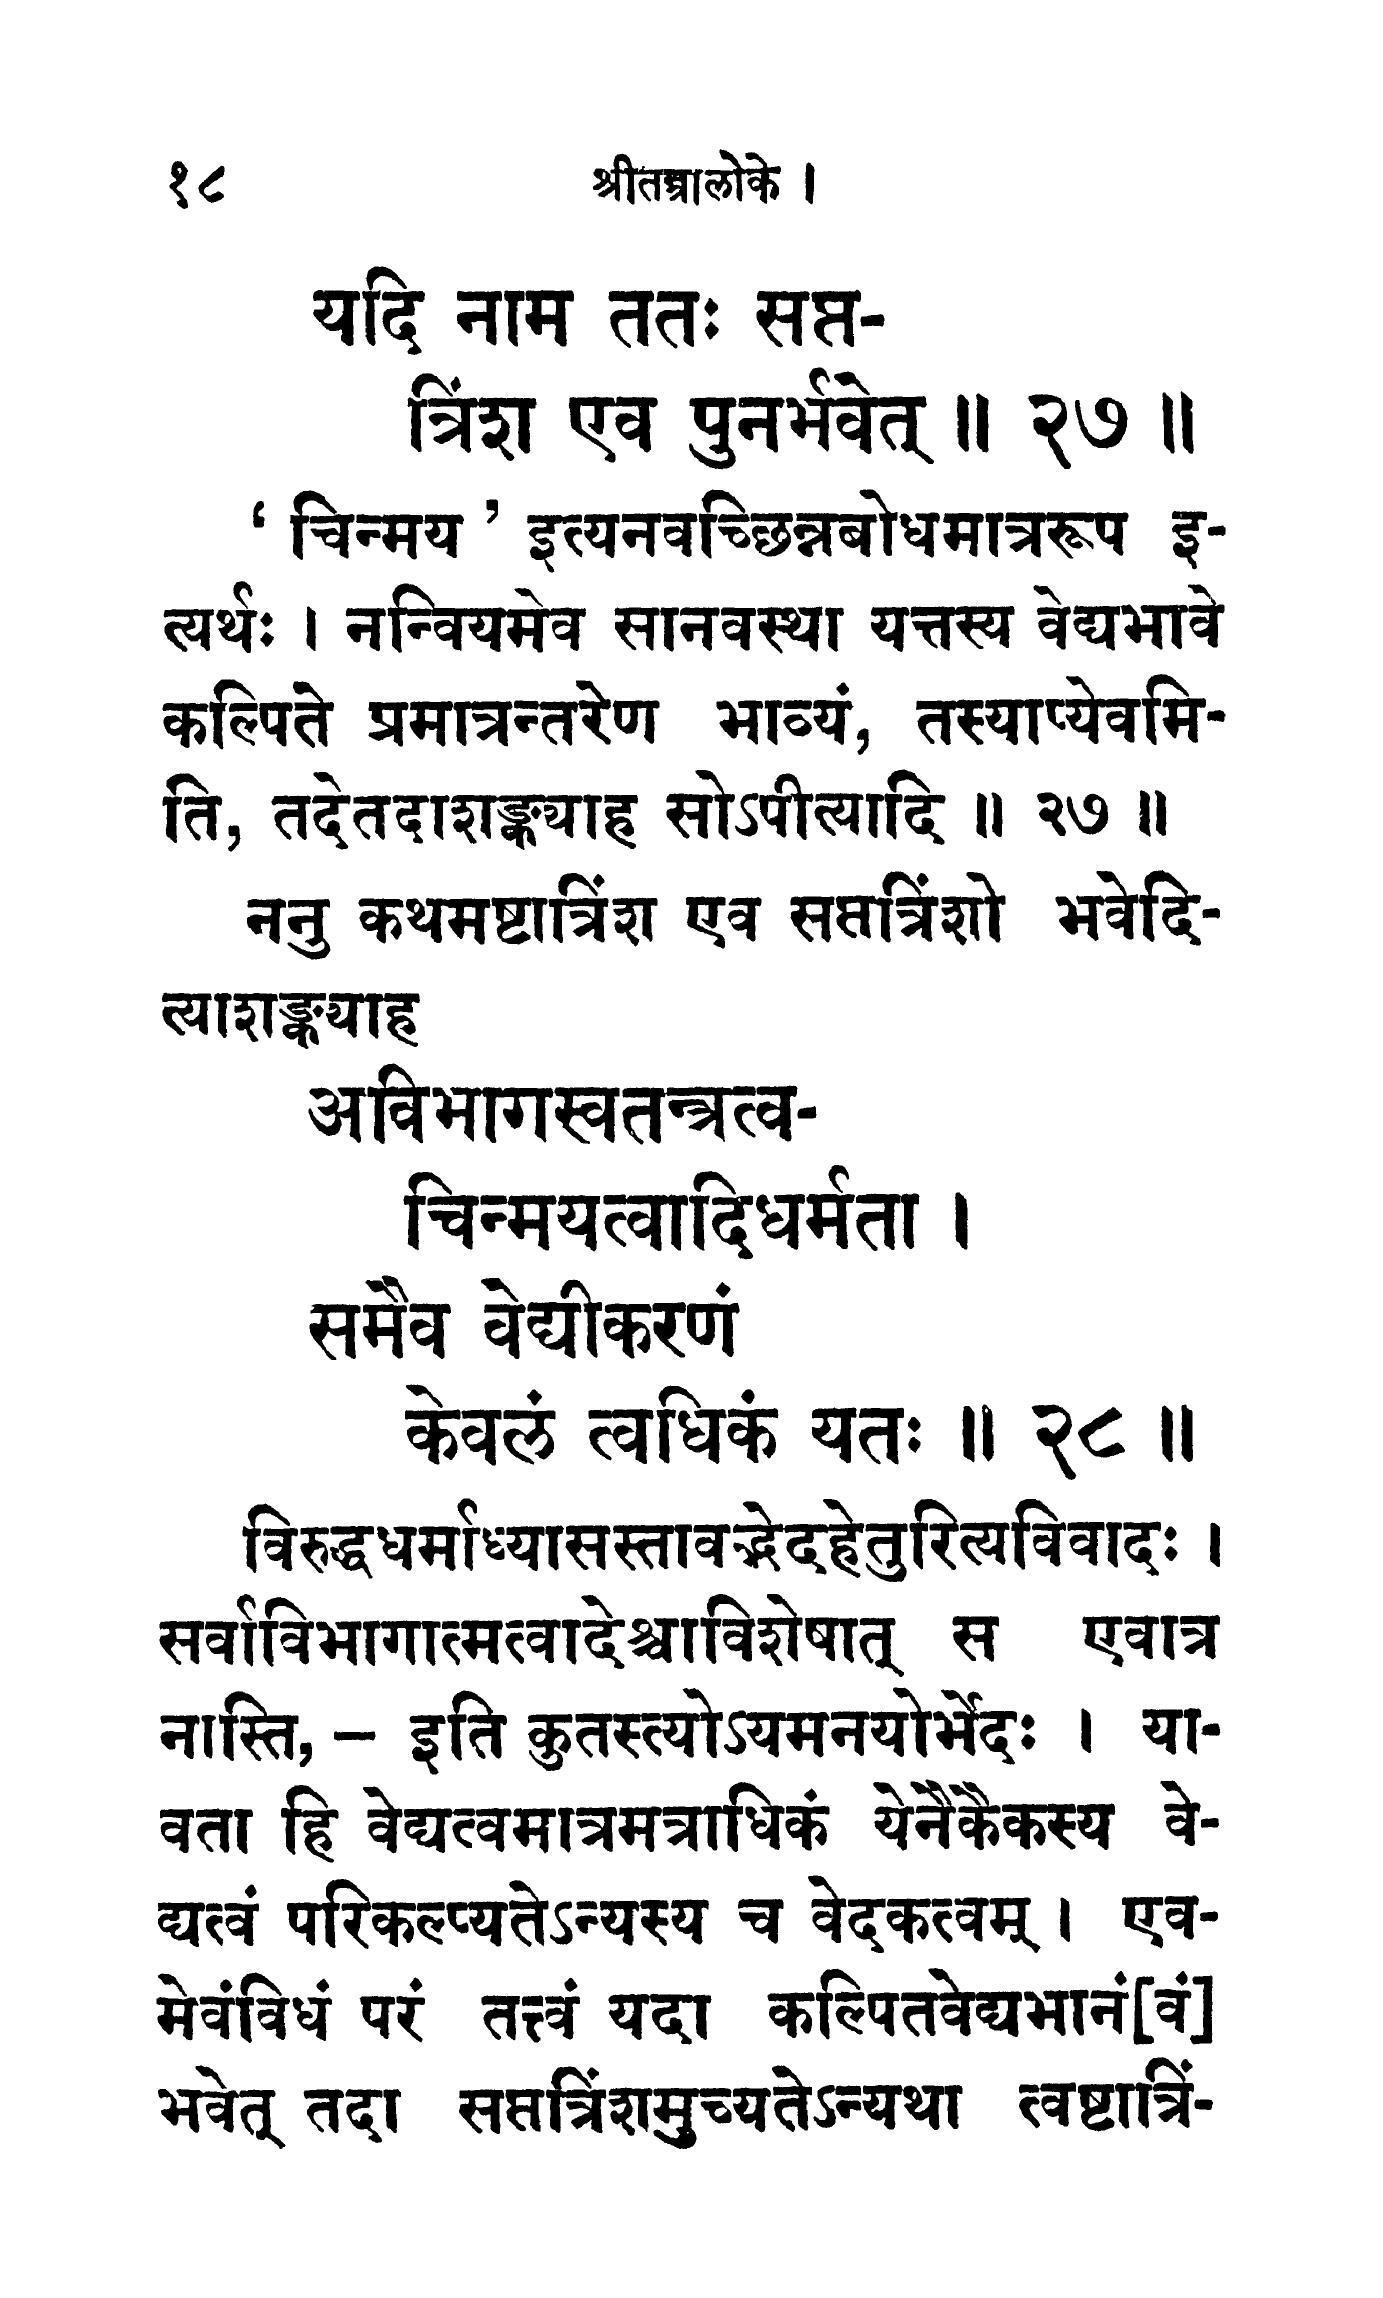 १८ श्रीतन्त्रालोके ।
यदि नाम ततः सप्त-
त्रिंश एव पुनर्भवेत् ॥ २७ ॥
‘ चिन्मय ’ इत्यनवच्छिन्नबोधमात्ररूप इ-
त्यर्थः । नन्वियमेव सानवस्था यत्तस्य वेद्यभावे
कल्पिते प्रमात्रन्तरेण भाव्यं, तस्याप्येवमि-
ति, तदेतदाशङ्क्याह सोऽपीत्यादि ॥ २७ ॥
ननु कथमष्टात्रिंश एव सप्तत्रिंशो भवेदि-
त्याशङ्क्याह
अविभागस्वतन्त्रत्व-
चिन्मयत्वादिधर्मता ।
समैव वेद्यीकरणं
केवलं त्वधिकं यतः ॥ २८ ॥
विरुद्धधर्माध्यासस्तावद्भेदहेतुरित्यविवादः ।
सर्वाविभागात्मत्वादेश्चाविशेषात् स एवात्र
नास्ति, – इति कुतस्त्योऽयमनयोर्भेदः । या-
वता हि वेद्यत्वमात्रमत्राधिकं येनैकैकस्य वे-
द्यत्वं परिकल्प्यतेऽन्यस्य च वेदकत्वम् । एव-
मेवंविधं परं तत्त्वं यदा कल्पितवेद्यभानं[वं]
भवेत् तदा सप्तत्रिंशमुच्यतेऽन्यथा त्वष्टात्रिं-